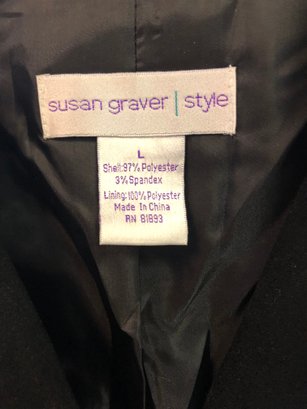 susan graver | style
L
Shell: 97% Polyester
3% Spandex
Lining: 100% Polyester
Made In China
RN 81893